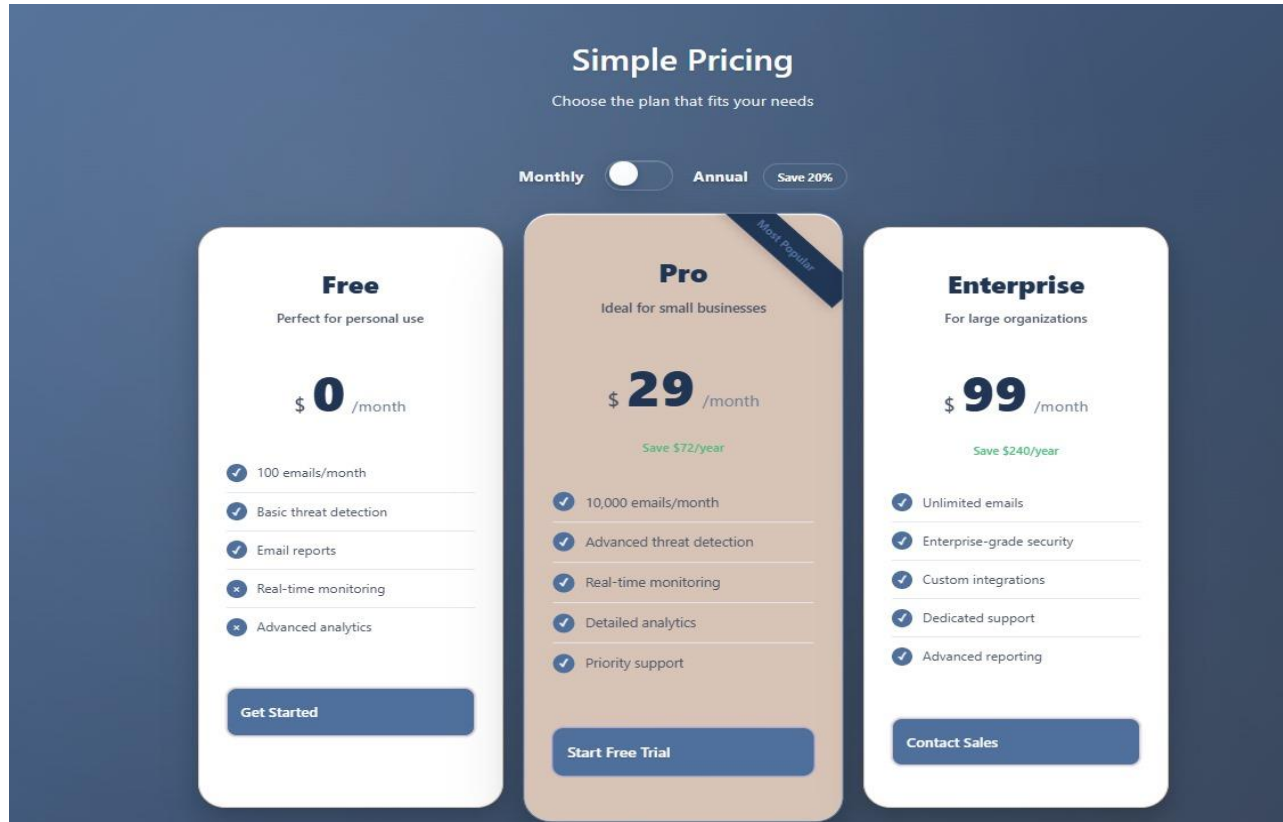 Simple Pricing
Choose the plan that fits your needs
Monthly Annual Save 20%
Free
Perfect for personal use
$ 0 /month
100 emails/month
Basic threat detection
Email reports
Real-time monitoring
Advanced analytics
Get Started
Most Popular
Pro
Ideal for small businesses
$ 29 /month
Save $72/year
10,000 emails/month
Advanced threat detection
Real-time monitoring
Detailed analytics
Priority support
Start Free Trial
Enterprise
For large organizations
$ 99 /month
Save $240/year
Unlimited emails
Enterprise-grade security
Custom integrations
Dedicated support
Advanced reporting
Contact Sales